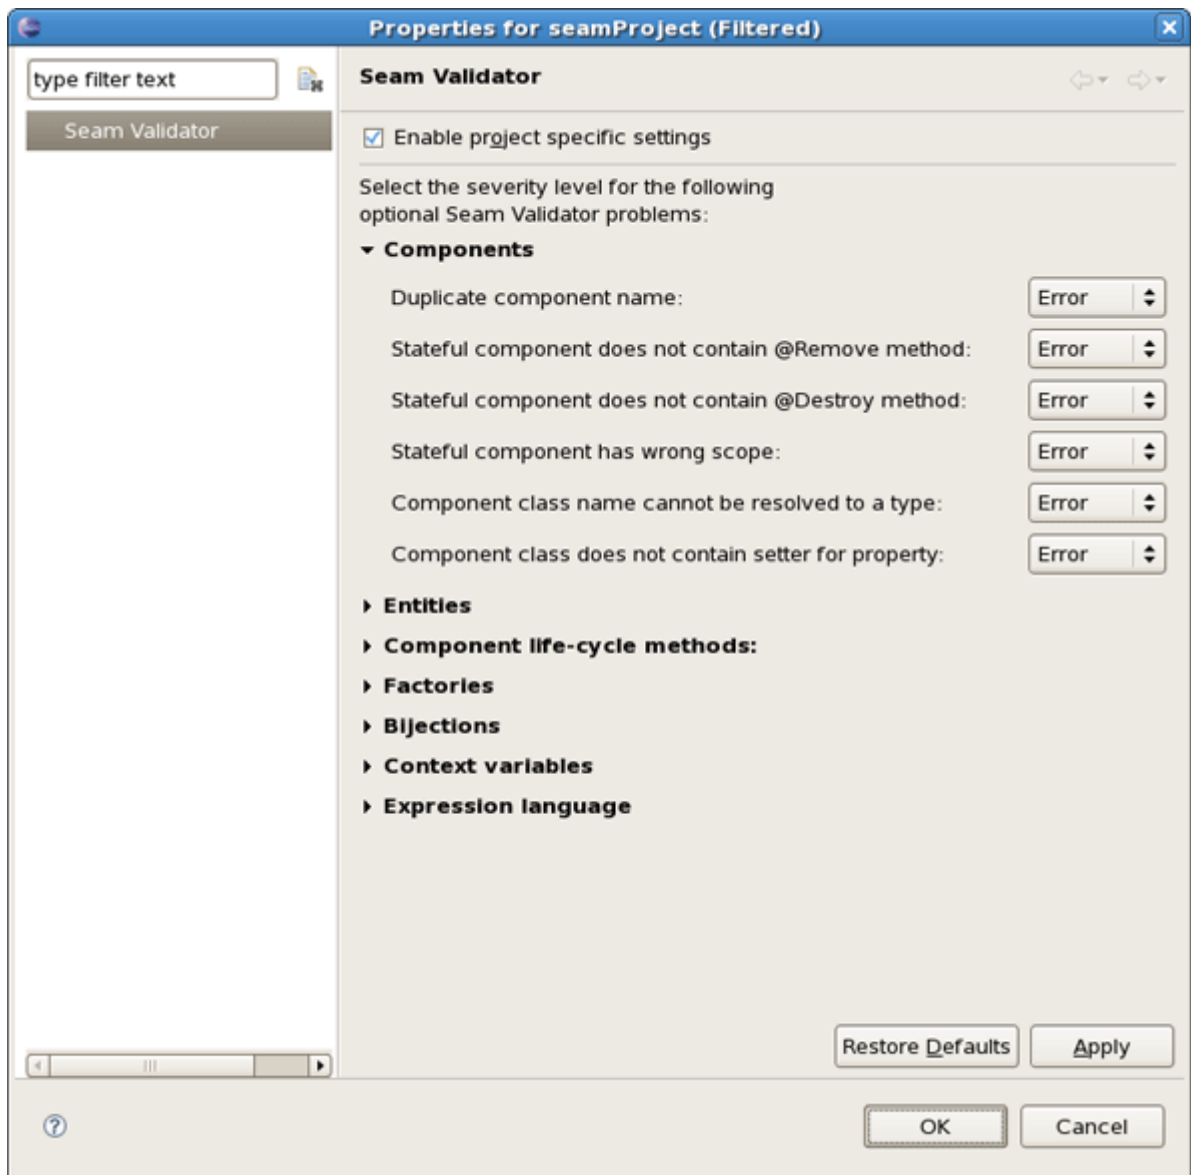 Properties for seamProject (Filtered)
type filter text
Seam Validator
Seam Validator
Enable project specific settings
Select the severity level for the following
optional Seam Validator problems:
Components
Duplicate component name: Error
Stateful component does not contain @Remove method: Error
Stateful component does not contain @Destroy method: Error
Stateful component has wrong scope: Error
Component class name cannot be resolved to a type: Error
Component class does not contain setter for property: Error
Entities
Component life-cycle methods:
Factories
Bijections
Context variables
Expression language
Restore Defaults Apply
? OK Cancel